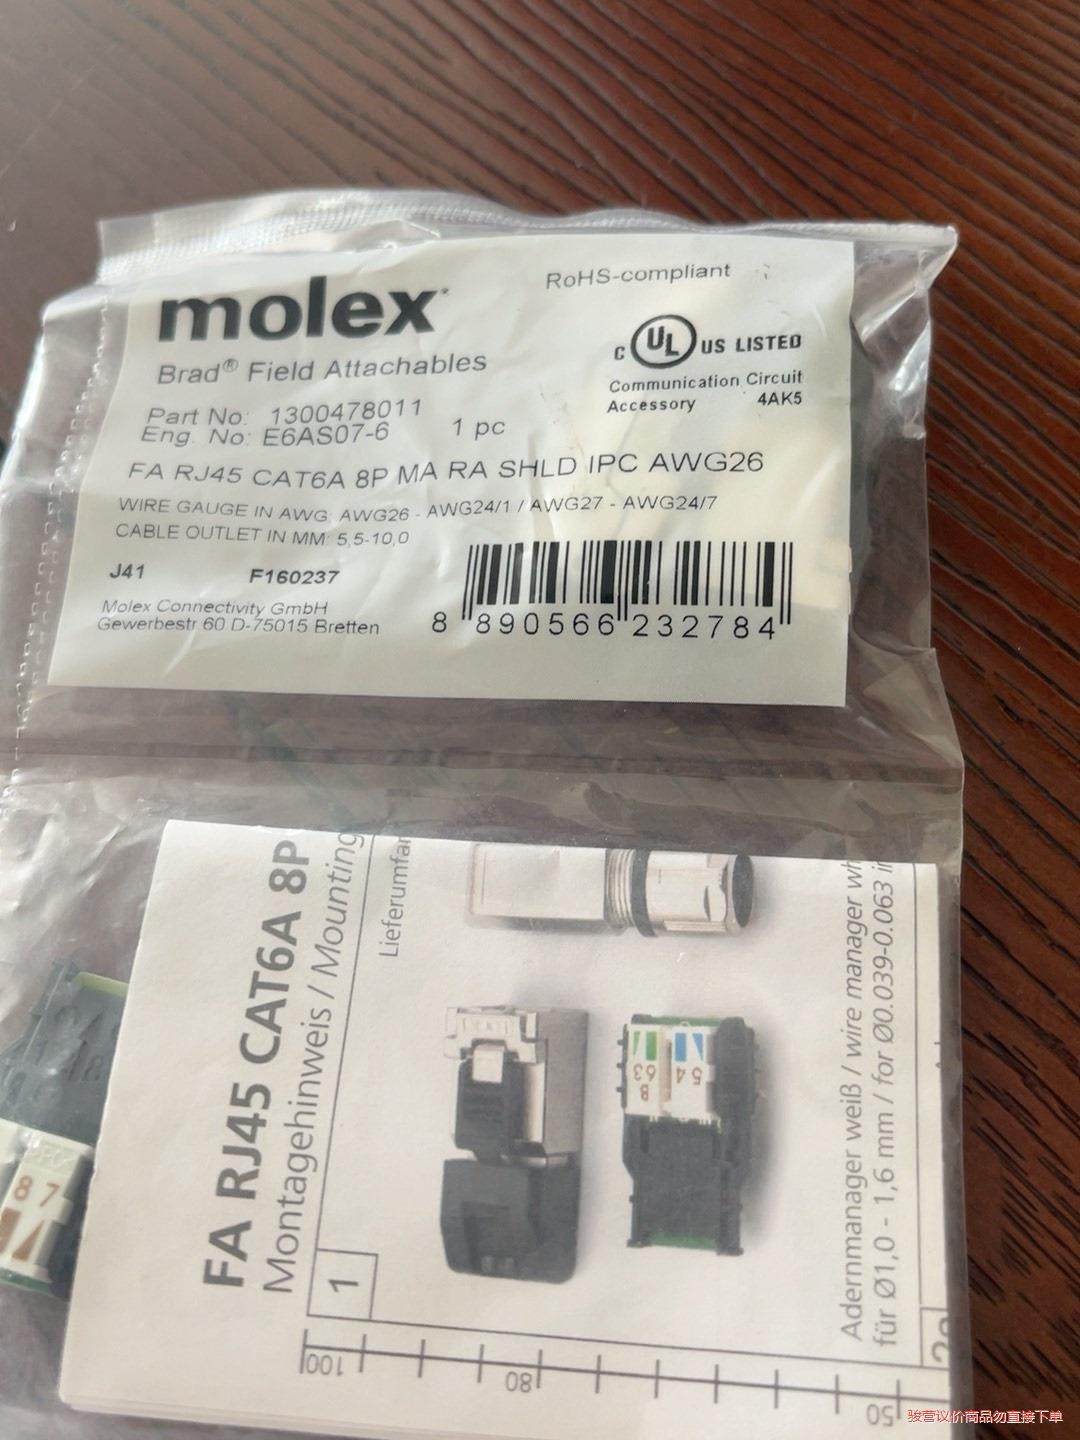 molex
RoHS-compliant
Brad® Field Attachables
C UL US LISTED
Communication Circuit
Accessory 4AK5
Part No: 1300478011
Eng. No: E6AS07-6 1 pc
FA RJ45 CAT6A 8P MA RA SHLD IPC AWG26
WIRE GAUGE IN AWG: AWG26 - AWG24/1 / AWG27 - AWG24/7
CABLE OUTLET IN MM: 5,5-10,0
J41 F160237
Molex Connectivity GmbH
Gewerbestr 60 D-75015 Bretten
8 890566 232784
FA RJ45 CAT6A 8P
Montagehinweis / Mounting
Lieferumfan
1
B
63
54
Adernmanager weiß / wire manager wh
für Ø1,0 - 1,6 mm / for Ø0.039-0.063 in
100
80
50
87
骏营议价商品勿直接下单